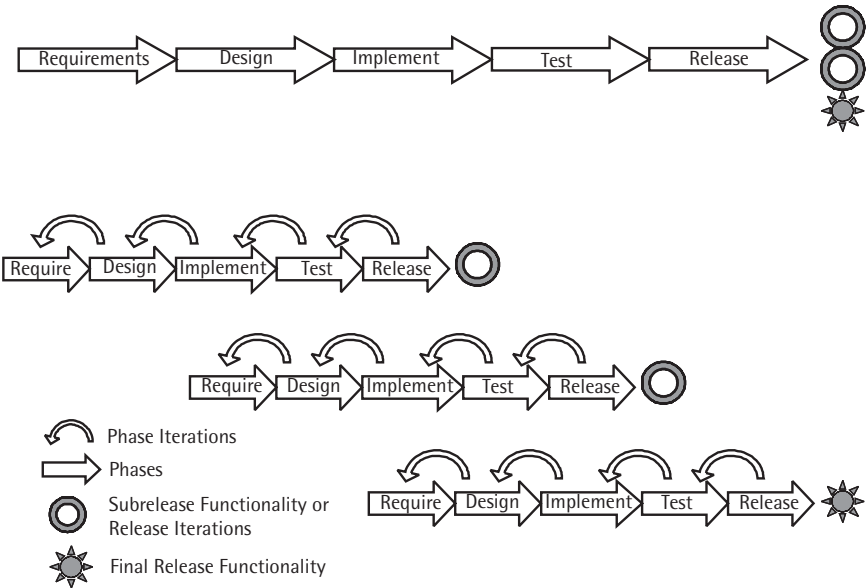 Requirements Design Implement Test Release
Require Design Implement Test Release
Require Design Implement Test Release
Phase Iterations
Phases
Subrelease Functionality or
Release Iterations
Final Release Functionality
Require Design Implement Test Release